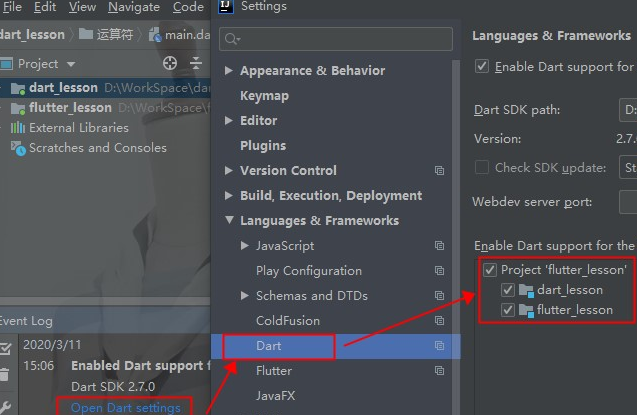 File Edit View Navigate Code
Settings
dart_lesson 运算符 main.da
Project
dart_lesson D:\WorkSpace\da
flutter_lesson D:\WorkSpace\f
External Libraries
Scratches and Consoles
Appearance & Behavior
Keymap
Editor
Plugins
Version Control
Build, Execution, Deployment
Languages & Frameworks
JavaScript
Play Configuration
Schemas and DTDs
ColdFusion
Dart
Flutter
JavaFX
Languages & Frameworks
Enable Dart support for
Dart SDK path: D:
Version: 2.7.0
Check SDK update: Sta
Webdev server port:
Enable Dart support for the
Project 'flutter_lesson'
dart_lesson
flutter_lesson
Event Log
2020/3/11
15:06 Enabled Dart support f
Dart SDK 2.7.0
Open Dart settings